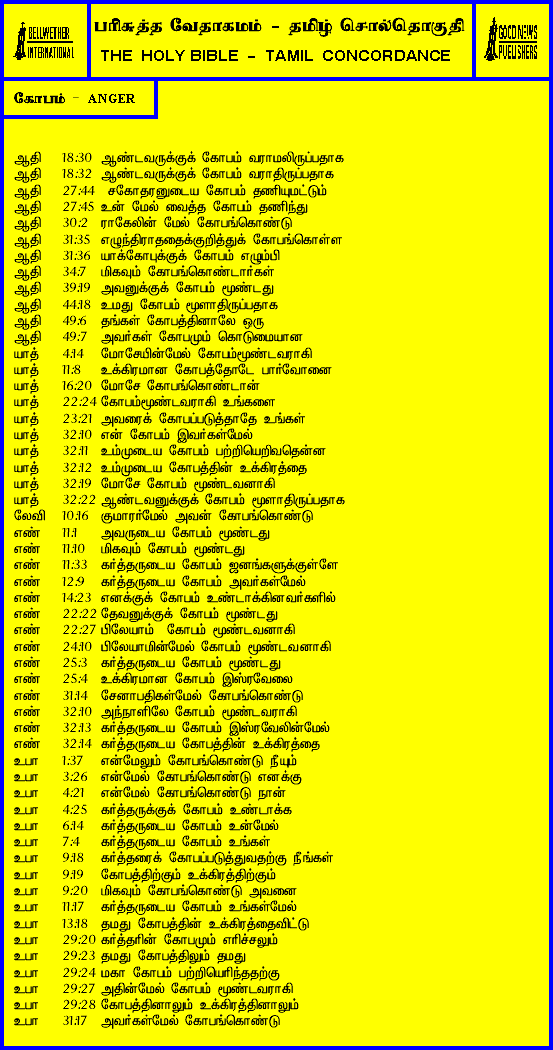 BELLWETHER
INTERNATIONAL
பரிசுத்த வேதாகமம் - தமிழ் சொல்தொகுதி
THE HOLY BIBLE - TAMIL CONCORDANCE
GOOD NEWS
PUBLISHERS
கோபம் - ANGER
ஆதி 18:30 ஆண்டவருக்குக் கோபம் வராமலிருப்பதாக
ஆதி 18:32 ஆண்டவருக்குக் கோபம் வராதிருப்பதாக
ஆதி 27:44 சகோதரனுடைய கோபம் தணியுமட்டும்
ஆதி 27:45 உன் மேல் வைத்த கோபம் தணிந்து
ஆதி 30:2 ராகேலின் மேல் கோபங்கொண்டு
ஆதி 31:35 எழுந்திராததைக்குறித்துக் கோபங்கொள்ள
ஆதி 31:36 யாக்கோபுக்குக் கோபம் எழும்பி
ஆதி 34:7 மிகவும் கோபங்கொண்டார்கள்
ஆதி 39:19 அவனுக்குக் கோபம் மூண்டது
ஆதி 44:18 உமது கோபம் மூளாதிருப்பதாக
ஆதி 49:6 தங்கள் கோபத்தினாலே ஒரு
ஆதி 49:7 அவர்கள் கோபமும் கொடுமையான
யாத் 4:14 மோசேயின்மேல் கோபம்மூண்டவராகி
யாத் 11:8 உக்கிரமான கோபத்தோடே பார்வோனை
யாத் 16:20 மோசே கோபங்கொண்டான்
யாத் 22:24 கோபம்மூண்டவராகி உங்களை
யாத் 23:21 அவரைக் கோபப்படுத்தாதே உங்கள்
யாத் 32:10 என் கோபம் இவர்கள்மேல்
யாத் 32:11 உம்முடைய கோபம் பற்றியெறிவதென்ன
யாத் 32:12 உம்முடைய கோபத்தின் உக்கிரத்தை
யாத் 32:19 மோசே கோபம் மூண்டவனாகி
யாத் 32:22 ஆண்டவனுக்குக் கோபம் மூளாதிருப்பதாக
லேவி 10:16 குமாரர்மேல் அவன் கோபங்கொண்டு
எண் 11:1 அவருடைய கோபம் மூண்டது
எண் 11:10 மிகவும் கோபம் மூண்டது
எண் 11:33 கர்த்தருடைய கோபம் ஜனங்களுக்குள்ளே
எண் 12:9 கர்த்தருடைய கோபம் அவர்கள்மேல்
எண் 14:23 எனக்குக் கோபம் உண்டாக்கினவர்களில்
எண் 22:22 தேவனுக்குக் கோபம் மூண்டது
எண் 22:27 பிலேயாம் கோபம் மூண்டவனாகி
எண் 24:10 பிலேயாமின்மேல் கோபம் மூண்டவனாகி
எண் 25:3 கர்த்தருடைய கோபம் மூண்டது
எண் 25:4 உக்கிரமான கோபம் இஸ்ரவேலை
எண் 31:14 சேனாபதிகள்மேல் கோபங்கொண்டு
எண் 32:10 அந்நாளிலே கோபம் மூண்டவராகி
எண் 32:13 கர்த்தருடைய கோபம் இஸ்ரவேலின்மேல்
எண் 32:14 கர்த்தருடைய கோபத்தின் உக்கிரத்தை
உபா 1:37 என்மேலும் கோபங்கொண்டு நீயும்
உபா 3:26 என்மேல் கோபங்கொண்டு எனக்கு
உபா 4:21 என்மேல் கோபங்கொண்டு நான்
உபா 4:25 கர்த்தருக்குக் கோபம் உண்டாக்க
உபா 6:14 கர்த்தருடைய கோபம் உன்மேல்
உபா 7:4 கர்த்தருடைய கோபம் உங்கள்
உபா 9:18 கர்த்தரைக் கோபப்படுத்துவதற்கு நீங்கள்
உபா 9:19 கோபத்திற்கும் உக்கிரத்திற்கும்
உபா 9:20 மிகவும் கோபங்கொண்டு அவனை
உபா 11:17 கர்த்தருடைய கோபம் உங்கள்மேல்
உபா 13:18 தமது கோபத்தின் உக்கிரத்தைவிட்டு
உபா 29:20 கர்த்தரின் கோபமும் எரிச்சலும்
உபா 29:23 தமது கோபத்திலும் தமது
உபா 29:24 மகா கோபம் பற்றியெரிந்ததற்கு
உபா 29:27 அதின்மேல் கோபம் மூண்டவராகி
உபா 29:28 கோபத்தினாலும் உக்கிரத்தினாலும்
உபா 31:17 அவர்கள்மேல் கோபங்கொண்டு